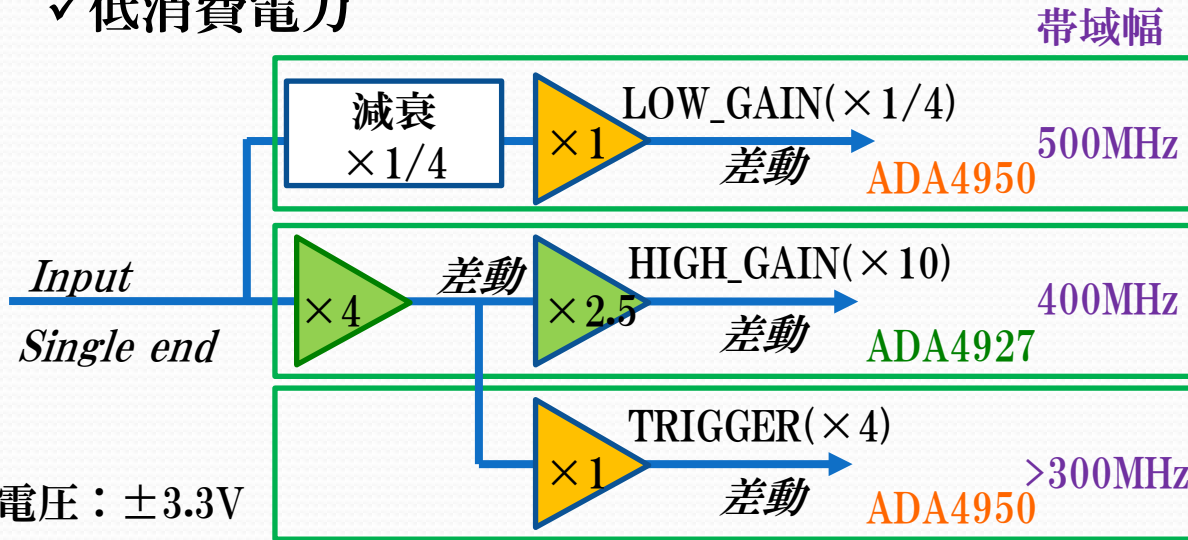 ✓低消費電力
帯域幅
減衰
×1/4
×1
LOW_GAIN(×1/4)
差動
ADA4950
500MHz
Input
Single end
×4
差動
×2.5
HIGH_GAIN(×10)
差動
ADA4927
400MHz
×1
TRIGGER(×4)
差動
ADA4950
>300MHz
電圧：±3.3V